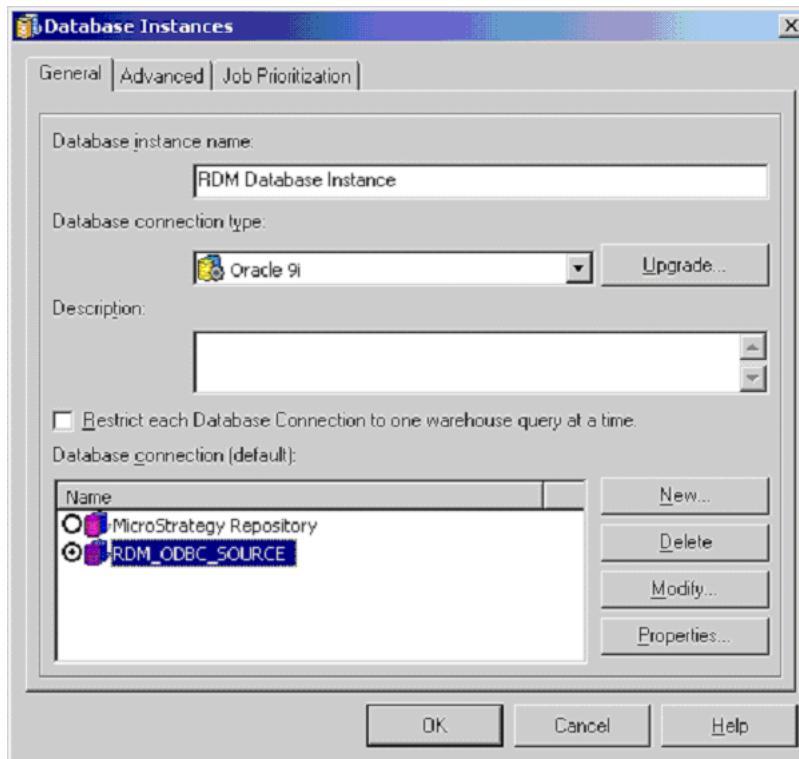 Database Instances
General Advanced Job Prioritization
Database instance name:
RDM Database Instance
Database connection type:
Oracle 9i Upgrade...
Description:
Restrict each Database Connection to one warehouse query at a time.
Database connection (default):
Name New...
MicroStrategy Repository
RDM_ODBC_SOURCE Delete
Modify...
Properties...
OK Cancel Help